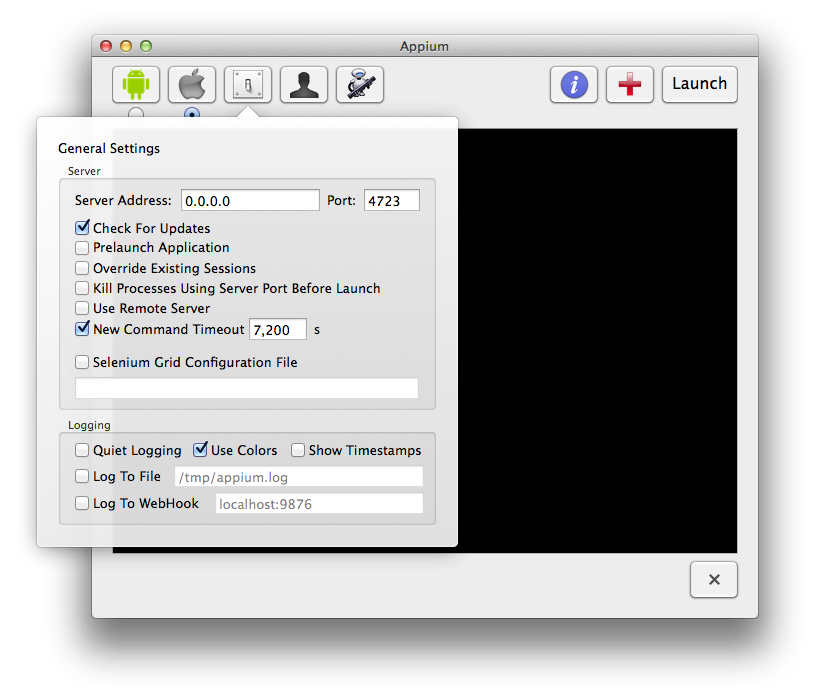 Appium
Launch
General Settings
Server
Server Address: 0.0.0.0 Port: 4723
Check For Updates
Prelaunch Application
Override Existing Sessions
Kill Processes Using Server Port Before Launch
Use Remote Server
New Command Timeout 7,200 s
Selenium Grid Configuration File
Logging
Quiet Logging Use Colors Show Timestamps
Log To File /tmp/appium.log
Log To WebHook localhost:9876